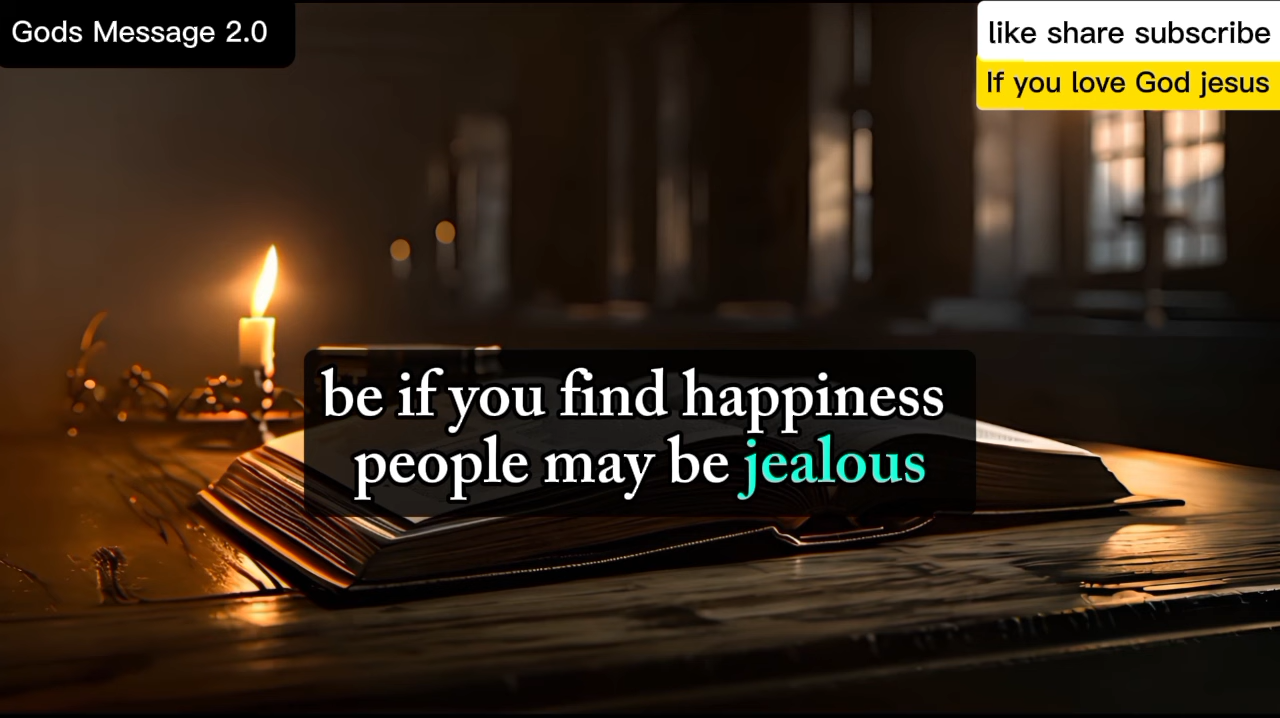 Gods Message 2.0
like share subscribe
If you love God jesus
be if you find happiness
people may be jealous